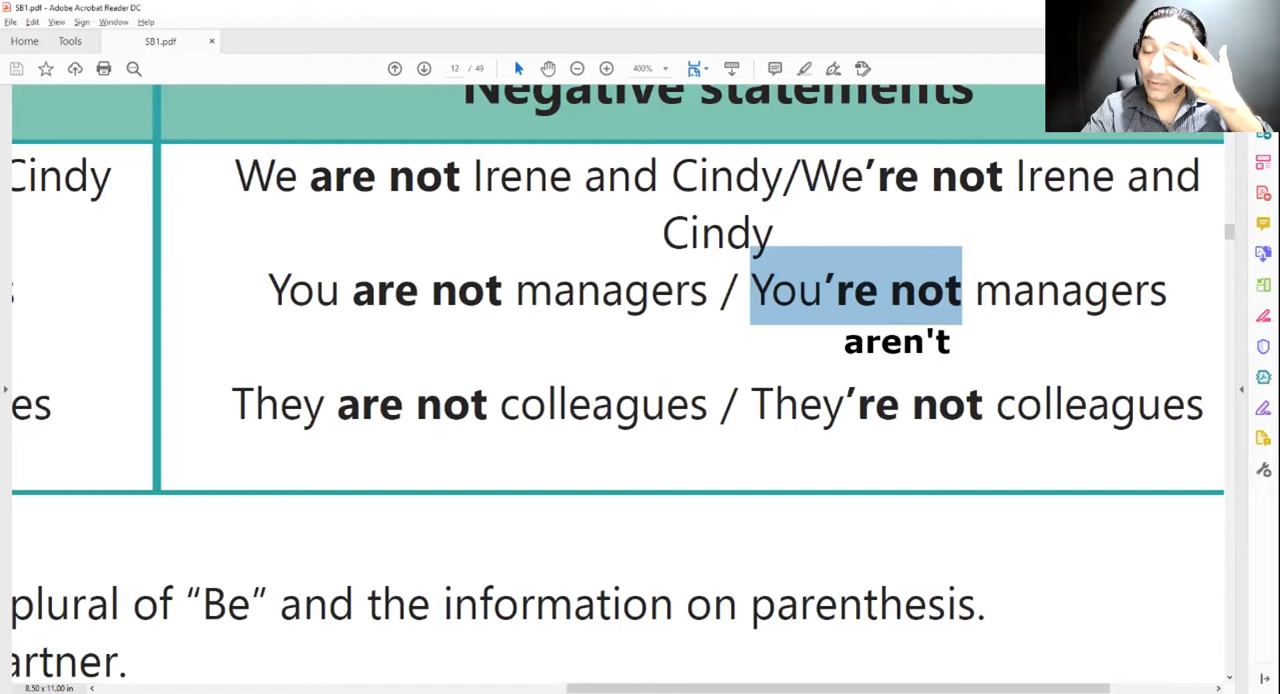 SB1.pdf - Adobe Acrobat Reader DC
File Edit View Sign Window Help
Home Tools SB1.pdf ×
12 / 49 400%
Negative statements
Cindy We are not Irene and Cindy/We’re not Irene and
Cindy
You are not managers / You’re not managers
aren't
es They are not colleagues / They’re not colleagues
plural of “Be” and the information on parenthesis.
artner.
8.50 x 11.00 in